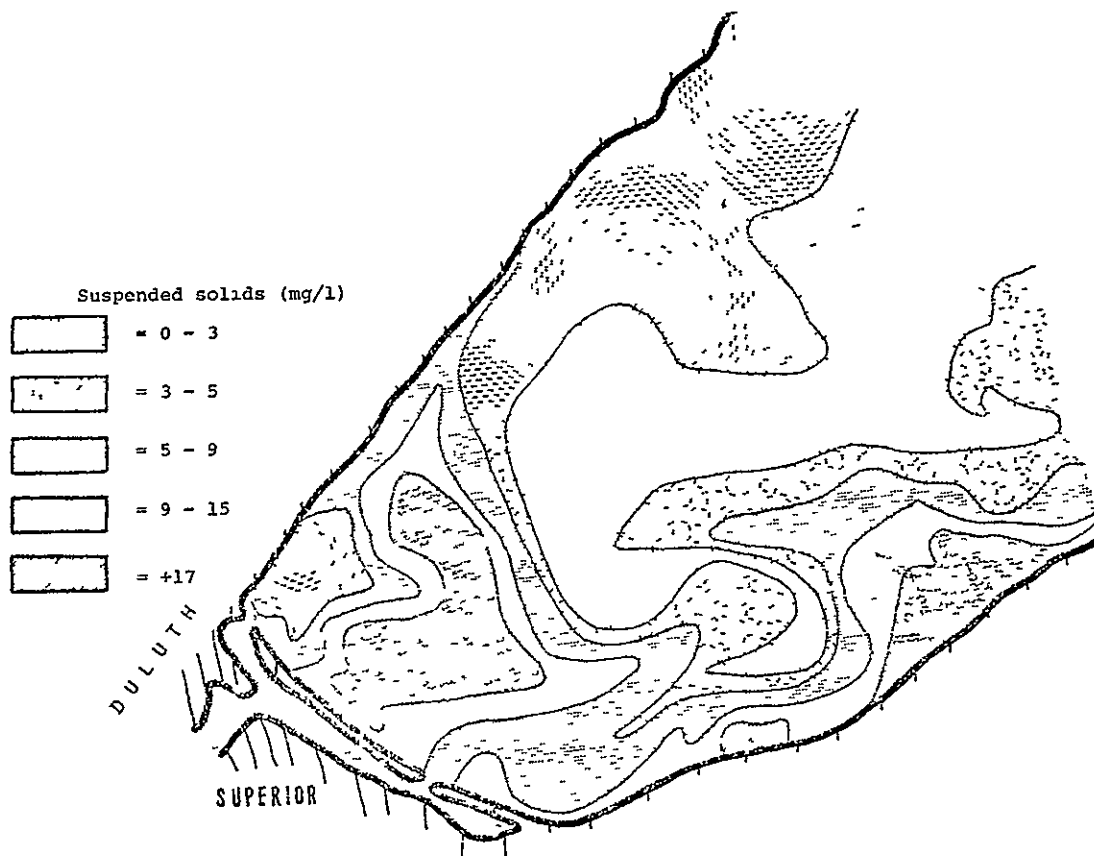 Suspended solids (mg/l)
= 0 - 3
= 3 - 5
= 5 - 9
= 9 - 15
= +17
DULUTH
SUPERIOR